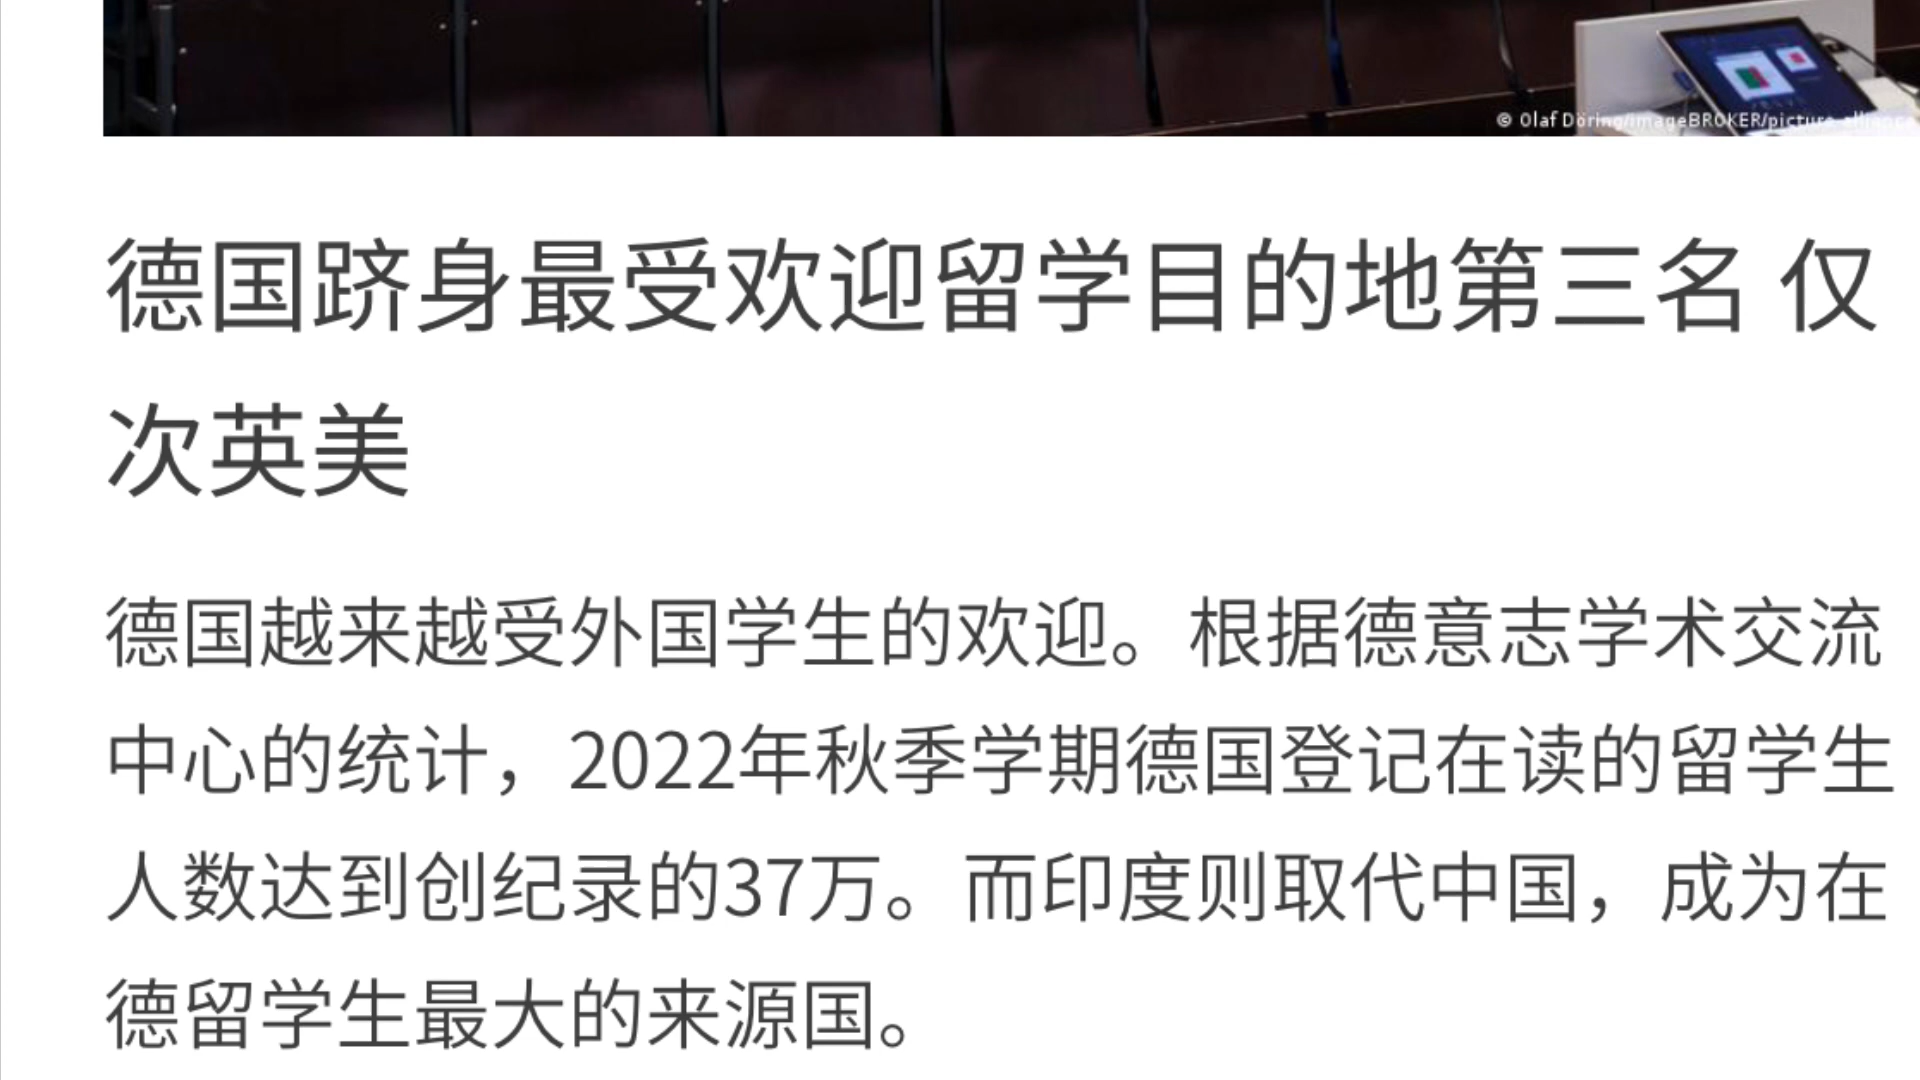 © Olaf Döring/imageBROKER/picture alliance
德国跻身最受欢迎留学目的地第三名 仅
次英美
德国越来越受外国学生的欢迎。根据德意志学术交流
中心的统计，2022年秋季学期德国登记在读的留学生
人数达到创纪录的37万。而印度则取代中国，成为在
德留学生最大的来源国。